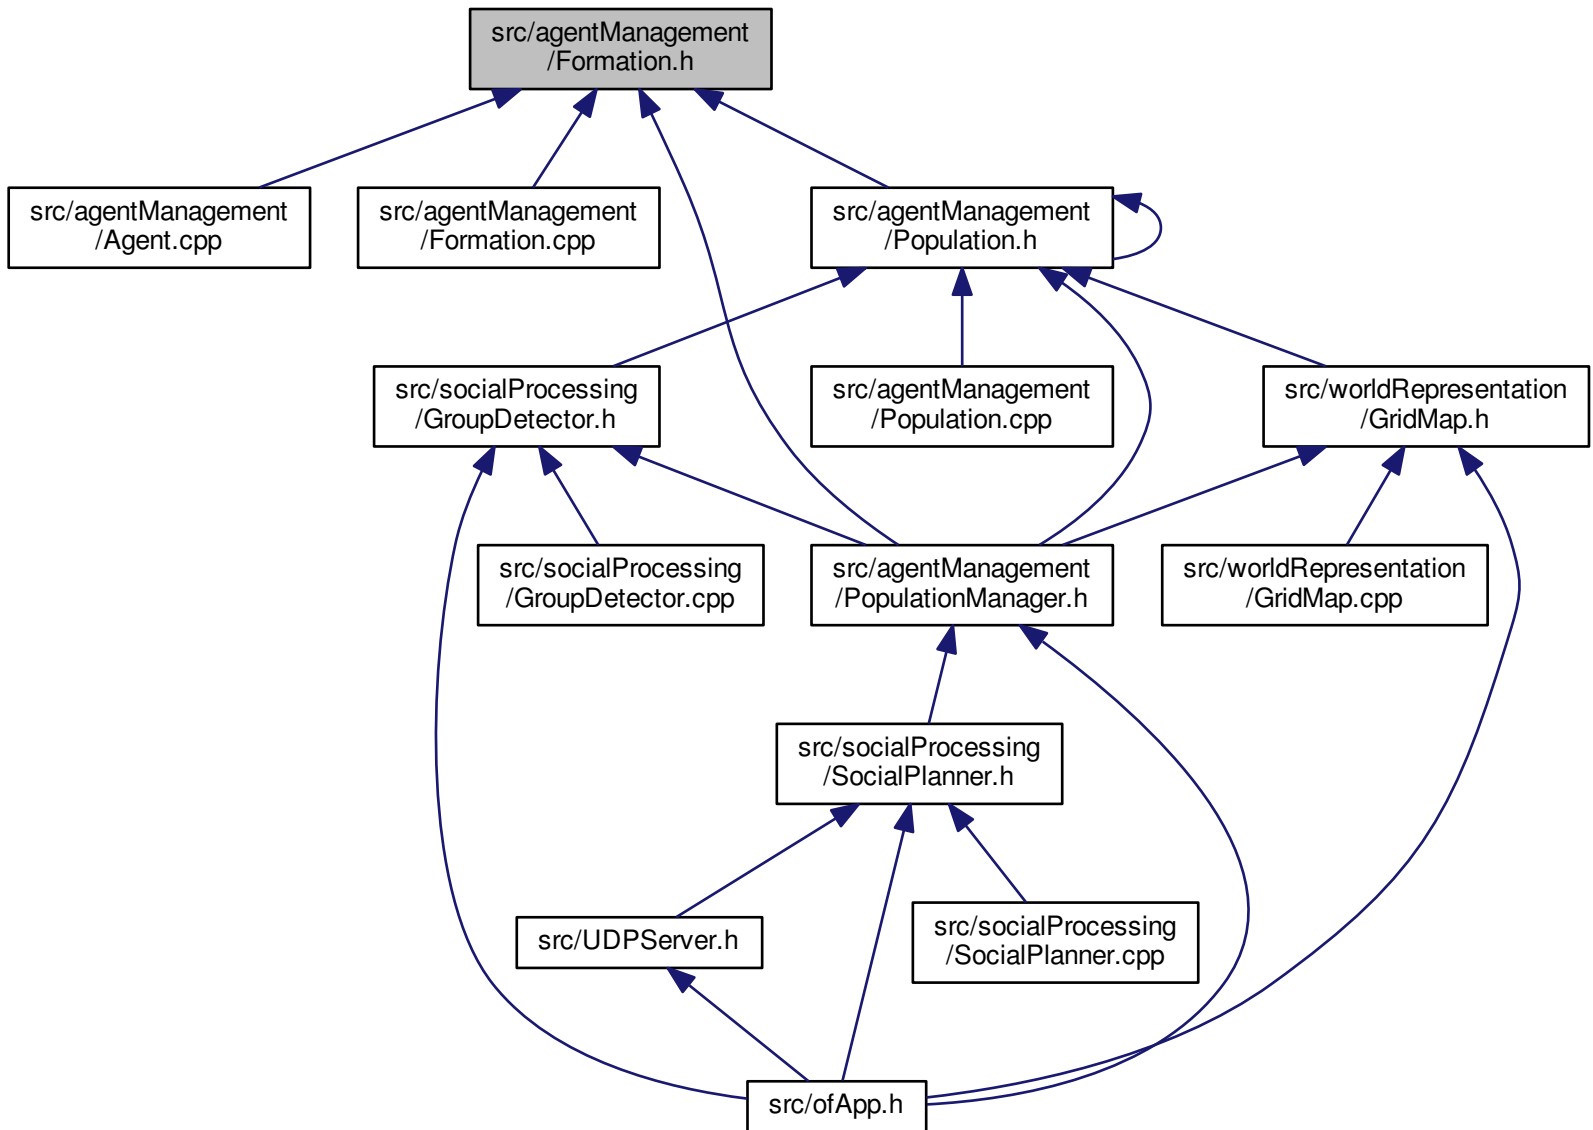 src/agentManagement
/Formation.h
src/agentManagement
/Agent.cpp
src/agentManagement
/Formation.cpp
src/agentManagement
/Population.h
src/socialProcessing
/GroupDetector.h
src/agentManagement
/Population.cpp
src/worldRepresentation
/GridMap.h
src/socialProcessing
/GroupDetector.cpp
src/agentManagement
/PopulationManager.h
src/worldRepresentation
/GridMap.cpp
src/socialProcessing
/SocialPlanner.h
src/UDPServer.h
src/socialProcessing
/SocialPlanner.cpp
src/ofApp.h